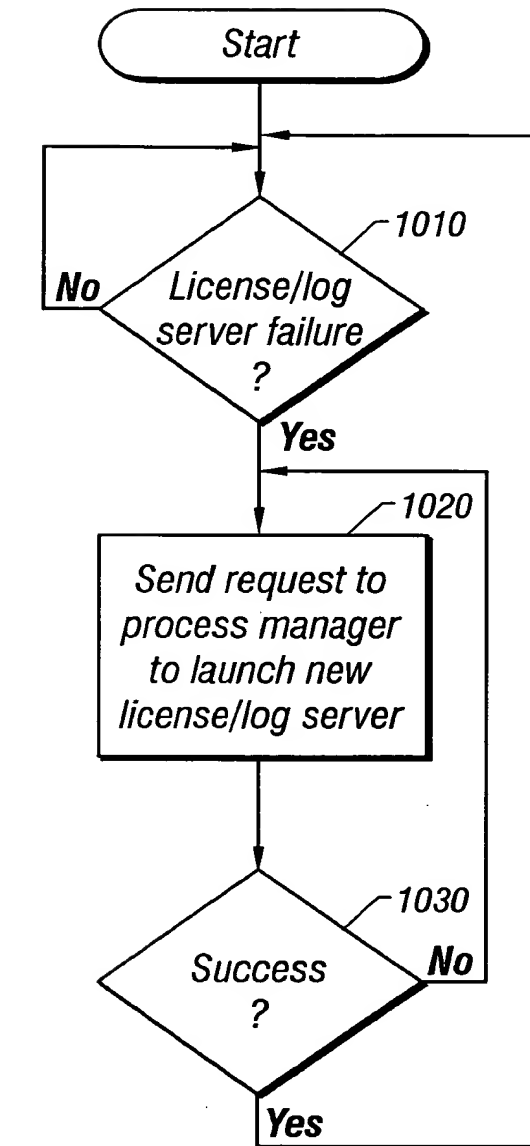 Start
1010
No
License/log
server failure
?
Yes
1020
Send request to
process manager
to launch new
license/log server
1030
Success
?
No
Yes